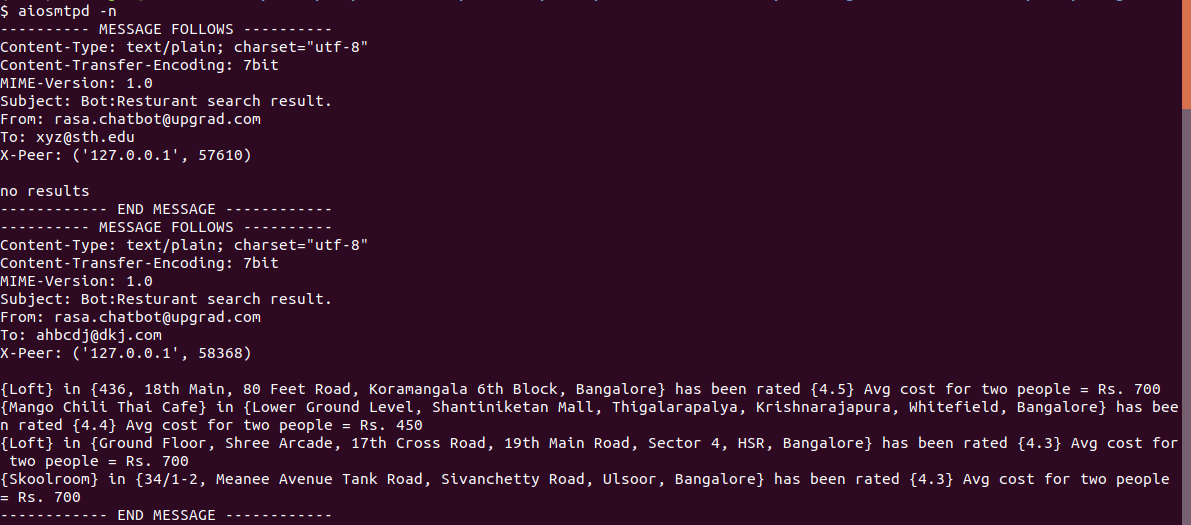 $ aiosmtpd -n
---------- MESSAGE FOLLOWS ----------
Content-Type: text/plain; charset="utf-8"
Content-Transfer-Encoding: 7bit
MIME-Version: 1.0
Subject: Bot:Resturant search result.
From: rasa.chatbot@upgrad.com
To: xyz@sth.edu
X-Peer: ('127.0.0.1', 57610)

no results
------------ END MESSAGE ------------
---------- MESSAGE FOLLOWS ----------
Content-Type: text/plain; charset="utf-8"
Content-Transfer-Encoding: 7bit
MIME-Version: 1.0
Subject: Bot:Resturant search result.
From: rasa.chatbot@upgrad.com
To: ahbcdj@dkj.com
X-Peer: ('127.0.0.1', 58368)

{Loft} in {436, 18th Main, 80 Feet Road, Koramangala 6th Block, Bangalore} has been rated {4.5} Avg cost for two people = Rs. 700
{Mango Chili Thai Cafe} in {Lower Ground Level, Shantiniketan Mall, Thigalarapalya, Krishnarajapura, Whitefield, Bangalore} has bee
n rated {4.4} Avg cost for two people = Rs. 450
{Loft} in {Ground Floor, Shree Arcade, 17th Cross Road, 19th Main Road, Sector 4, HSR, Bangalore} has been rated {4.3} Avg cost for
 two people = Rs. 700
{Skoolroom} in {34/1-2, Meanee Avenue Tank Road, Sivanchetty Road, Ulsoor, Bangalore} has been rated {4.3} Avg cost for two people
= Rs. 700
------------ END MESSAGE ------------